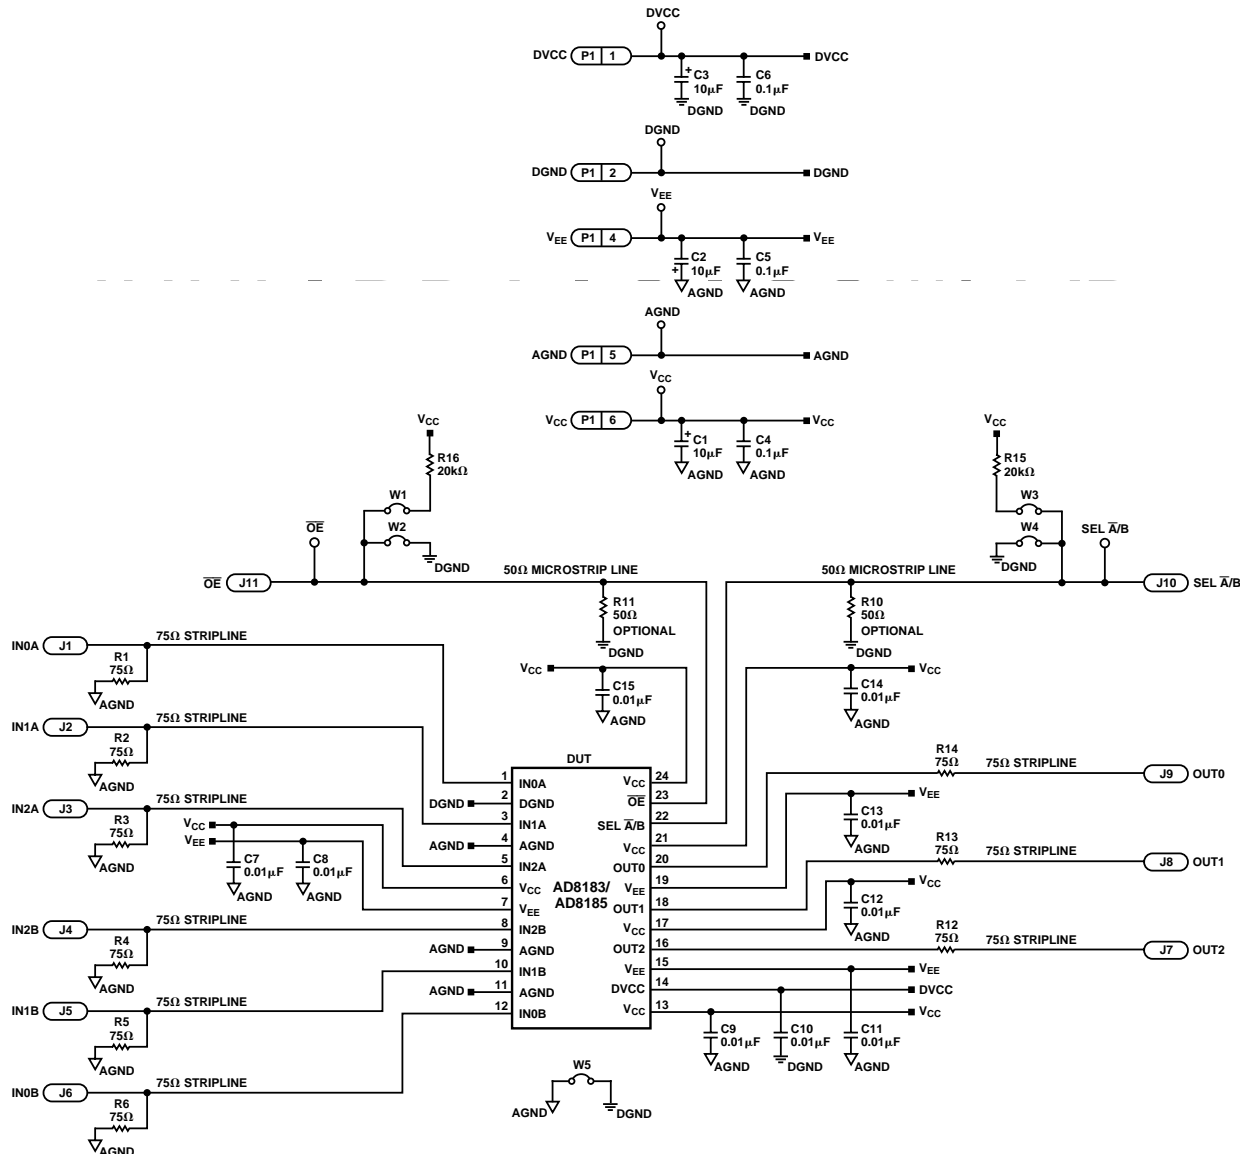 DVCC
DVCC P1 1 DVCC
C3 10µF
C6 0.1µF
DGND DGND
DGND
DGND P1 2 DGND
VEE
VEE P1 4 VEE
C2 10µF
C5 0.1µF
AGND AGND
AGND
AGND P1 5 AGND
VCC
VCC P1 6 VCC
C1 10µF
C4 0.1µF
AGND AGND
VCC
R16 20kΩ
W1
W2
DGND
O̅E̅
O̅E̅ J11
50Ω MICROSTRIP LINE
R11 50Ω OPTIONAL
DGND
VCC
R15 20kΩ
W3
W4
DGND
SEL A̅/B
J10 SEL A̅/B
50Ω MICROSTRIP LINE
R10 50Ω OPTIONAL
DGND
VCC
C15 0.01µF
AGND
VCC
C14 0.01µF
AGND
IN0A J1 75Ω STRIPLINE
R1 75Ω
AGND
IN1A J2 75Ω STRIPLINE
R2 75Ω
AGND
IN2A J3 75Ω STRIPLINE
R3 75Ω
AGND
VCC
VEE
C7 0.01µF
C8 0.01µF
AGND AGND
IN2B J4 75Ω STRIPLINE
R4 75Ω
AGND
IN1B J5 75Ω STRIPLINE
R5 75Ω
AGND
IN0B J6 75Ω STRIPLINE
R6 75Ω
AGND
DUT
AD8183/
AD8185
1 IN0A
DGND 2 DGND
3 IN1A
AGND 4 AGND
5 IN2A
6 VCC
7 VEE
8 IN2B
AGND 9 AGND
10 IN1B
AGND 11 AGND
12 IN0B
VCC 24
O̅E̅ 23
SEL A̅/B 22
VCC 21
OUT0 20
VEE 19
OUT1 18
VCC 17
OUT2 16
VEE 15
DVCC 14
VCC 13
R14 75Ω 75Ω STRIPLINE J9 OUT0
VEE
C13 0.01µF
AGND
R13 75Ω 75Ω STRIPLINE J8 OUT1
VCC
C12 0.01µF
AGND
R12 75Ω 75Ω STRIPLINE J7 OUT2
VEE
DVCC
VCC
C9 0.01µF
C10 0.01µF
C11 0.01µF
AGND DGND AGND
W5
AGND DGND